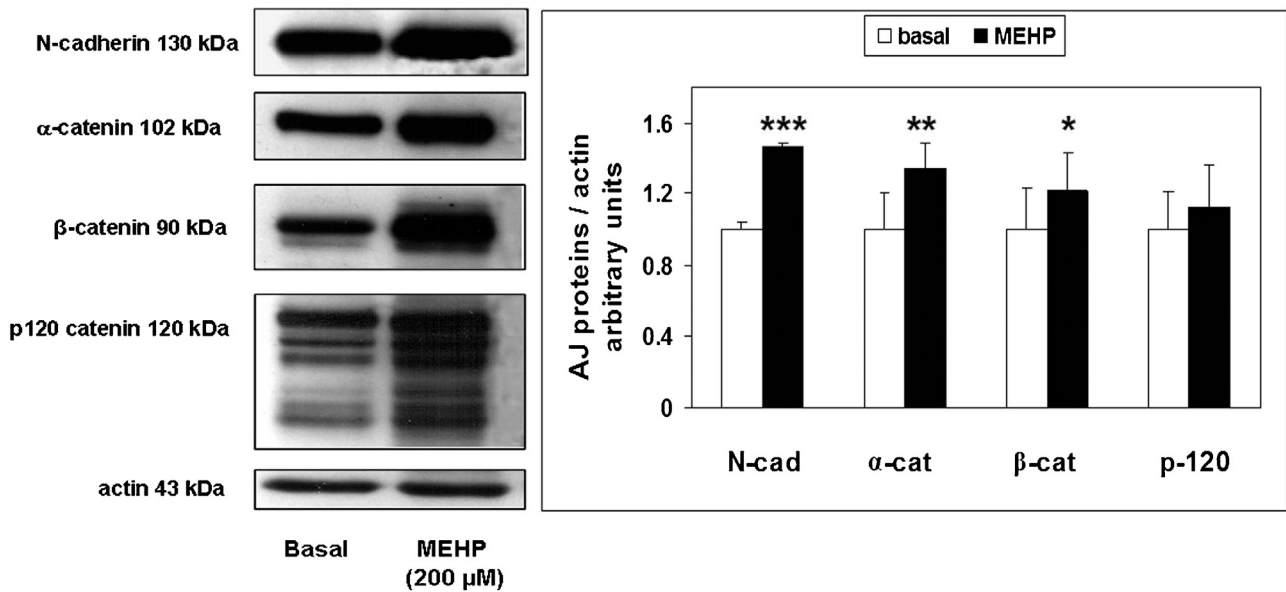 N-cadherin 130 kDa
α-catenin 102 kDa
β-catenin 90 kDa
p120 catenin 120 kDa
actin 43 kDa
Basal MEHP
(200 µM)
basal MEHP
AJ proteins / actin
arbitrary units
1.6
1.2
0.8
0.4
0
*** ** *
N-cad α-cat β-cat p-120